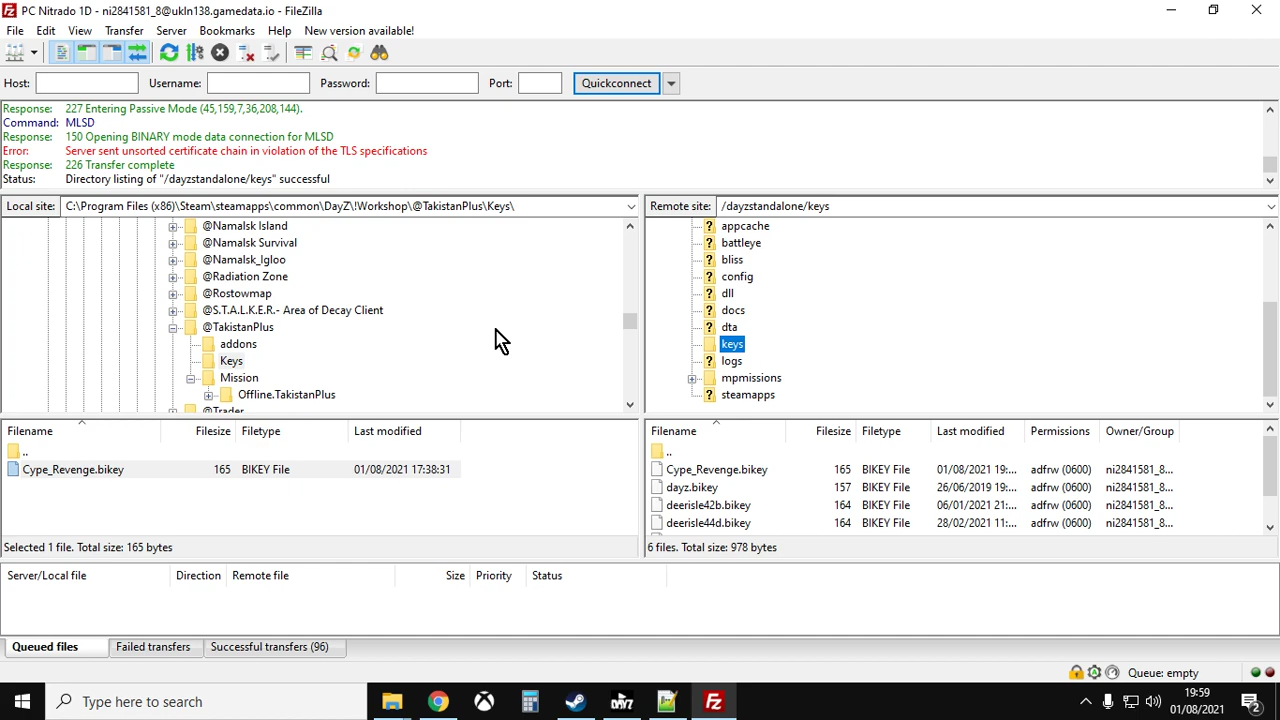 PC Nitrado 1D - ni2841581_8@ukln138.gamedata.io - FileZilla
File Edit View Transfer Server Bookmarks Help New version available!
Host: Username: Password: Port: Quickconnect
Response: 227 Entering Passive Mode (45,159,7,36,208,144).
Command: MLSD
Response: 150 Opening BINARY mode data connection for MLSD
Error: Server sent unsorted certificate chain in violation of the TLS specifications
Response: 226 Transfer complete
Status: Directory listing of "/dayzstandalone/keys" successful
Local site: C:\Program Files (x86)\Steam\steamapps\common\DayZ\!Workshop\@TakistanPlus\Keys\
@Namalsk Island
@Namalsk Survival
@Namalsk_Igloo
@Radiation Zone
@Rostowmap
@S.T.A.L.K.E.R.- Area of Decay Client
@TakistanPlus
addons
Keys
Mission
Offline.TakistanPlus
@Trader
Filename Filesize Filetype Last modified
..
Cype_Revenge.bikey 165 BIKEY File 01/08/2021 17:38:31
Selected 1 file. Total size: 165 bytes
Remote site: /dayzstandalone/keys
appcache
battleye
bliss
config
dll
docs
dta
keys
logs
mpmissions
steamapps
Filename Filesize Filetype Last modified Permissions Owner/Group
..
Cype_Revenge.bikey 165 BIKEY File 01/08/2021 19:... adfrw (0600) ni2841581_8...
dayz.bikey 157 BIKEY File 26/06/2019 19:... adfrw (0600) ni2841581_8...
deerisle42b.bikey 164 BIKEY File 06/01/2021 21:... adfrw (0600) ni2841581_8...
deerisle44d.bikey 164 BIKEY File 28/02/2021 11:... adfrw (0600) ni2841581_8...
6 files. Total size: 978 bytes
Server/Local file Direction Remote file Size Priority Status
Queued files Failed transfers Successful transfers (96)
Queue: empty
Type here to search
DAYZ
19:59
01/08/2021
2